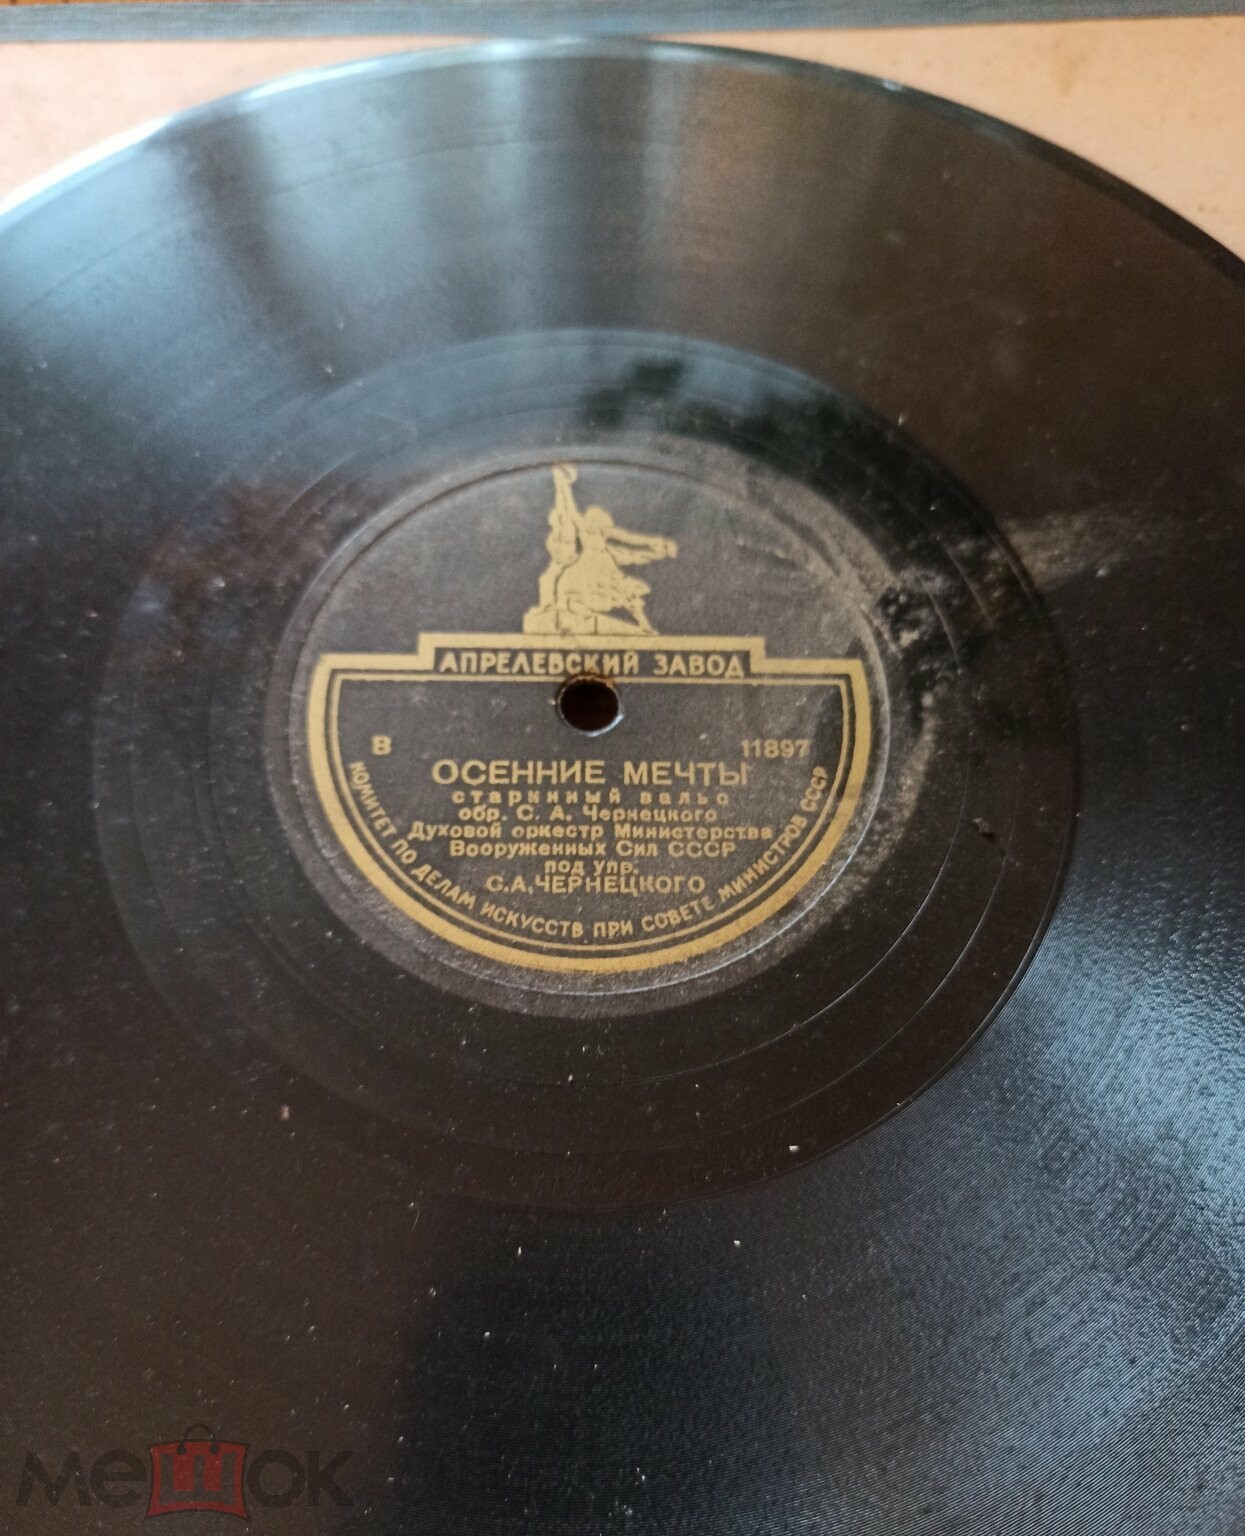 АПРЕЛЕВСКИЙ ЗАВОД
В 11897
ОСЕННИЕ МЕЧТЫ
старинный вальс
обр. С. А. Чернецкого
Духовой оркестр Министерства
Вооруженных Сил СССР
под упр.
С.А.ЧЕРНЕЦКОГО
КОМИТЕТ ПО ДЕЛАМ ИСКУССТВ ПРИ СОВЕТЕ МИНИСТРОВ СССР
мешок